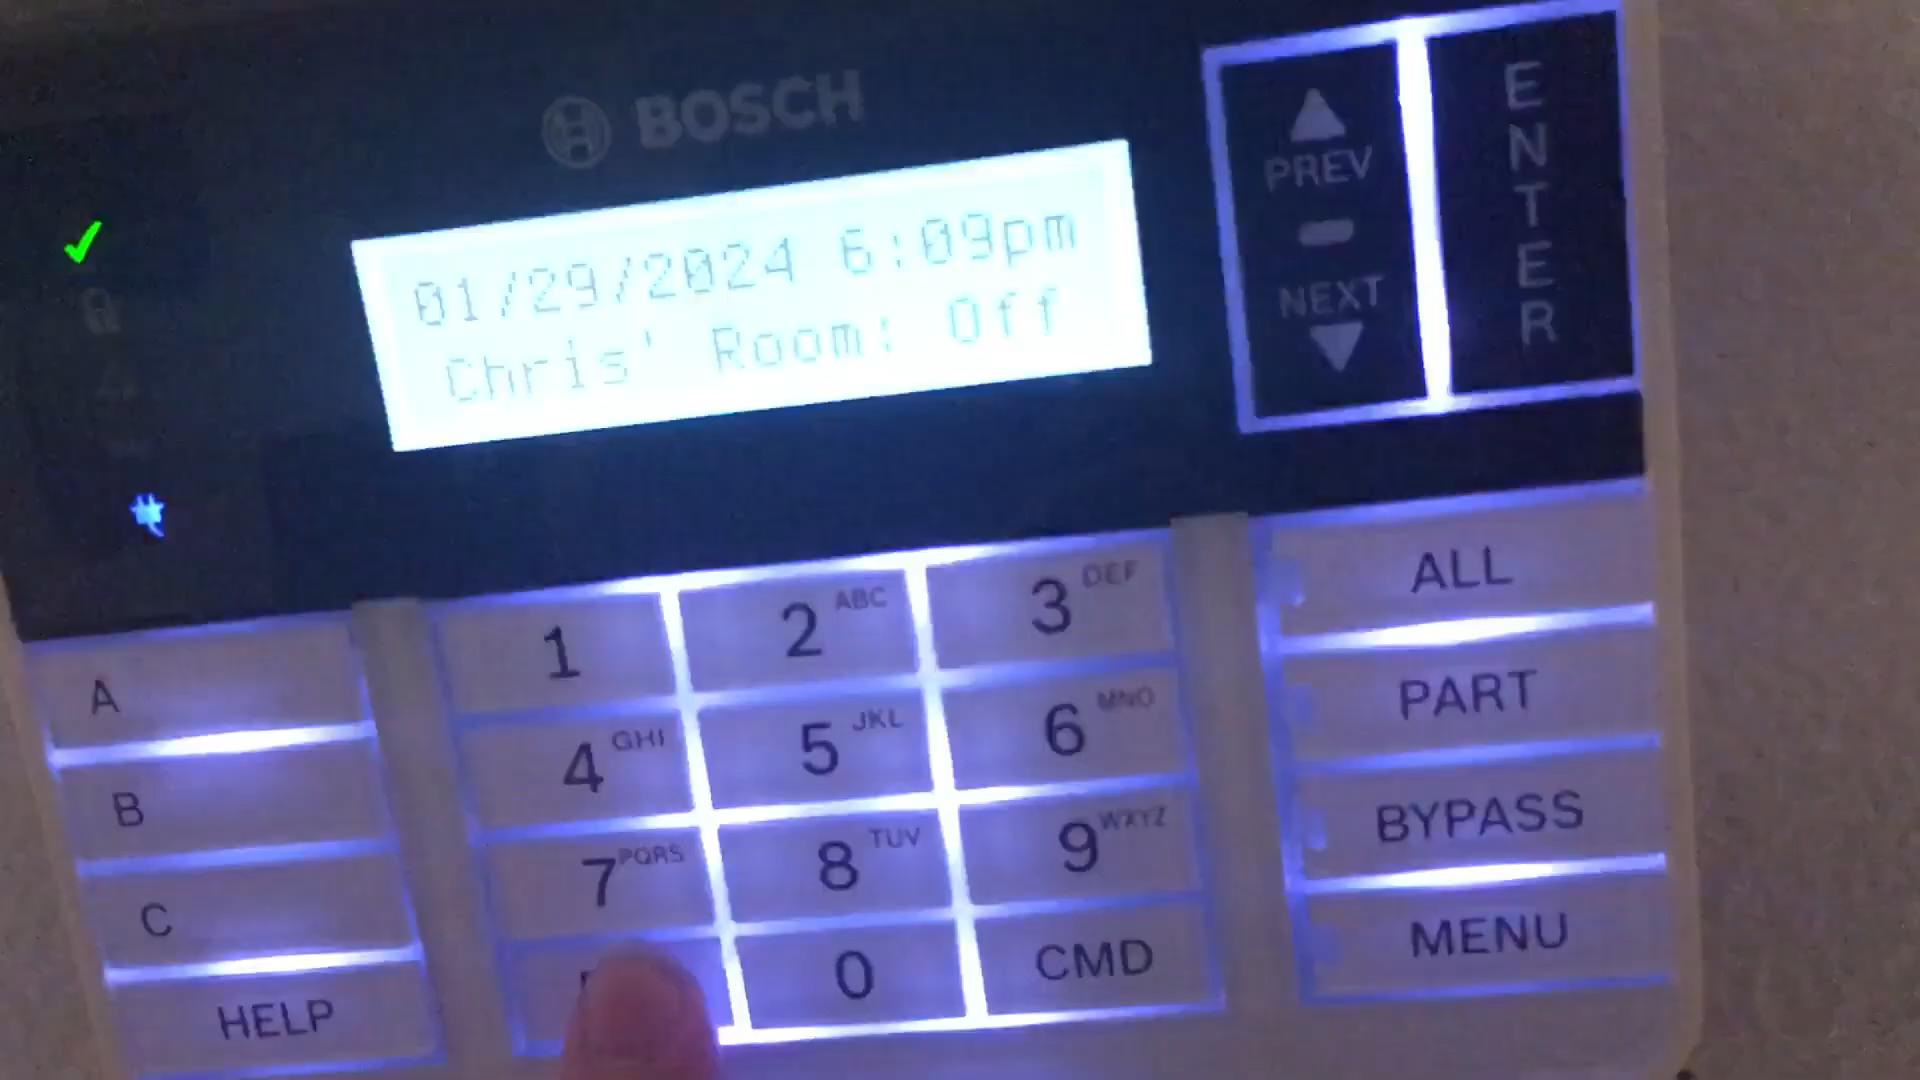 BOSCH
01/29/2024 6:09pm
Chris' Room: Off
PREV
NEXT
ENTER
A
B
C
HELP
1
2 ABC
3 DEF
4 GHI
5 JKL
6 MNO
7 PQRS
8 TUV
9 WXYZ
0
CMD
ALL
PART
BYPASS
MENU